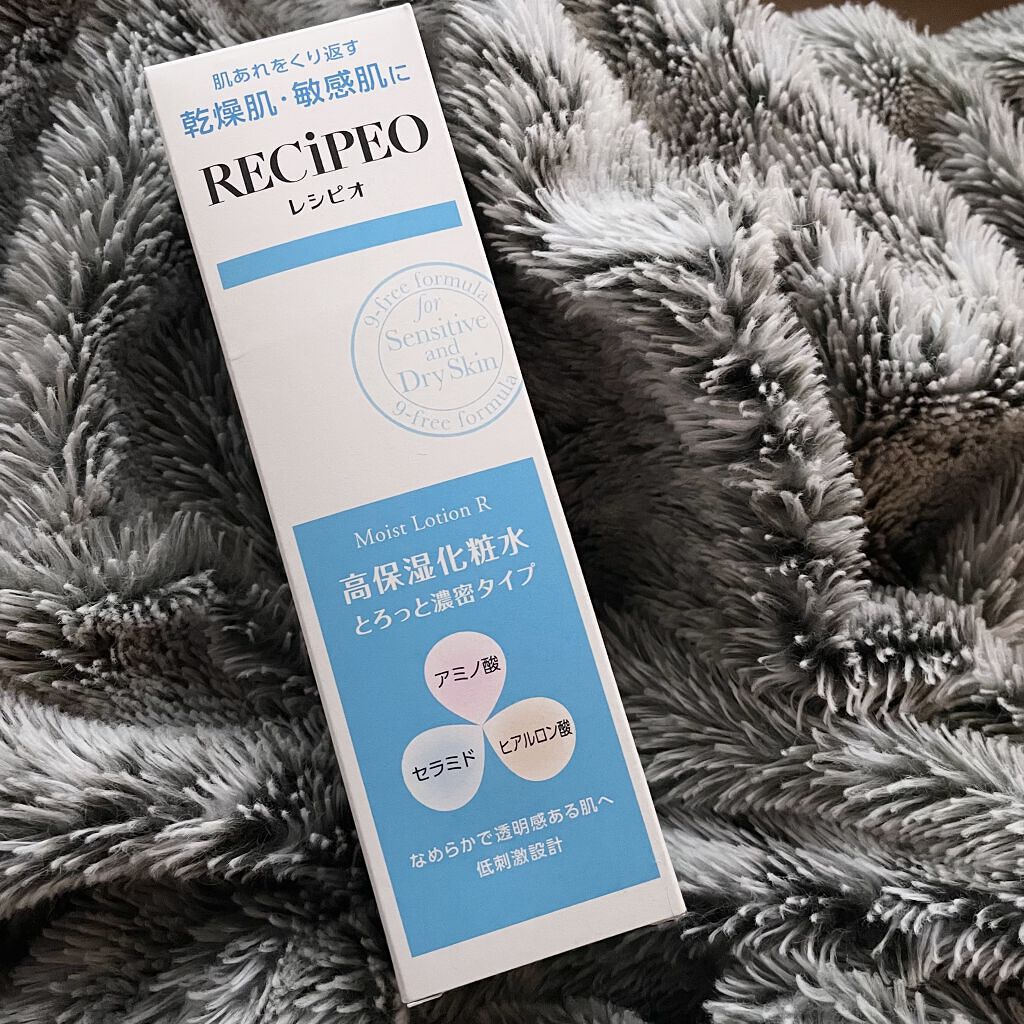 肌あれをくり返す
乾燥肌・敏感肌に
RECiPEO
レシピオ
9-free formula
for
Sensitive
and
Dry Skin
9-free formula
Moist Lotion R
高保湿化粧水
とろっと濃密タイプ
アミノ酸
セラミド
ヒアルロン酸
なめらかで透明感ある肌へ
低刺激設計